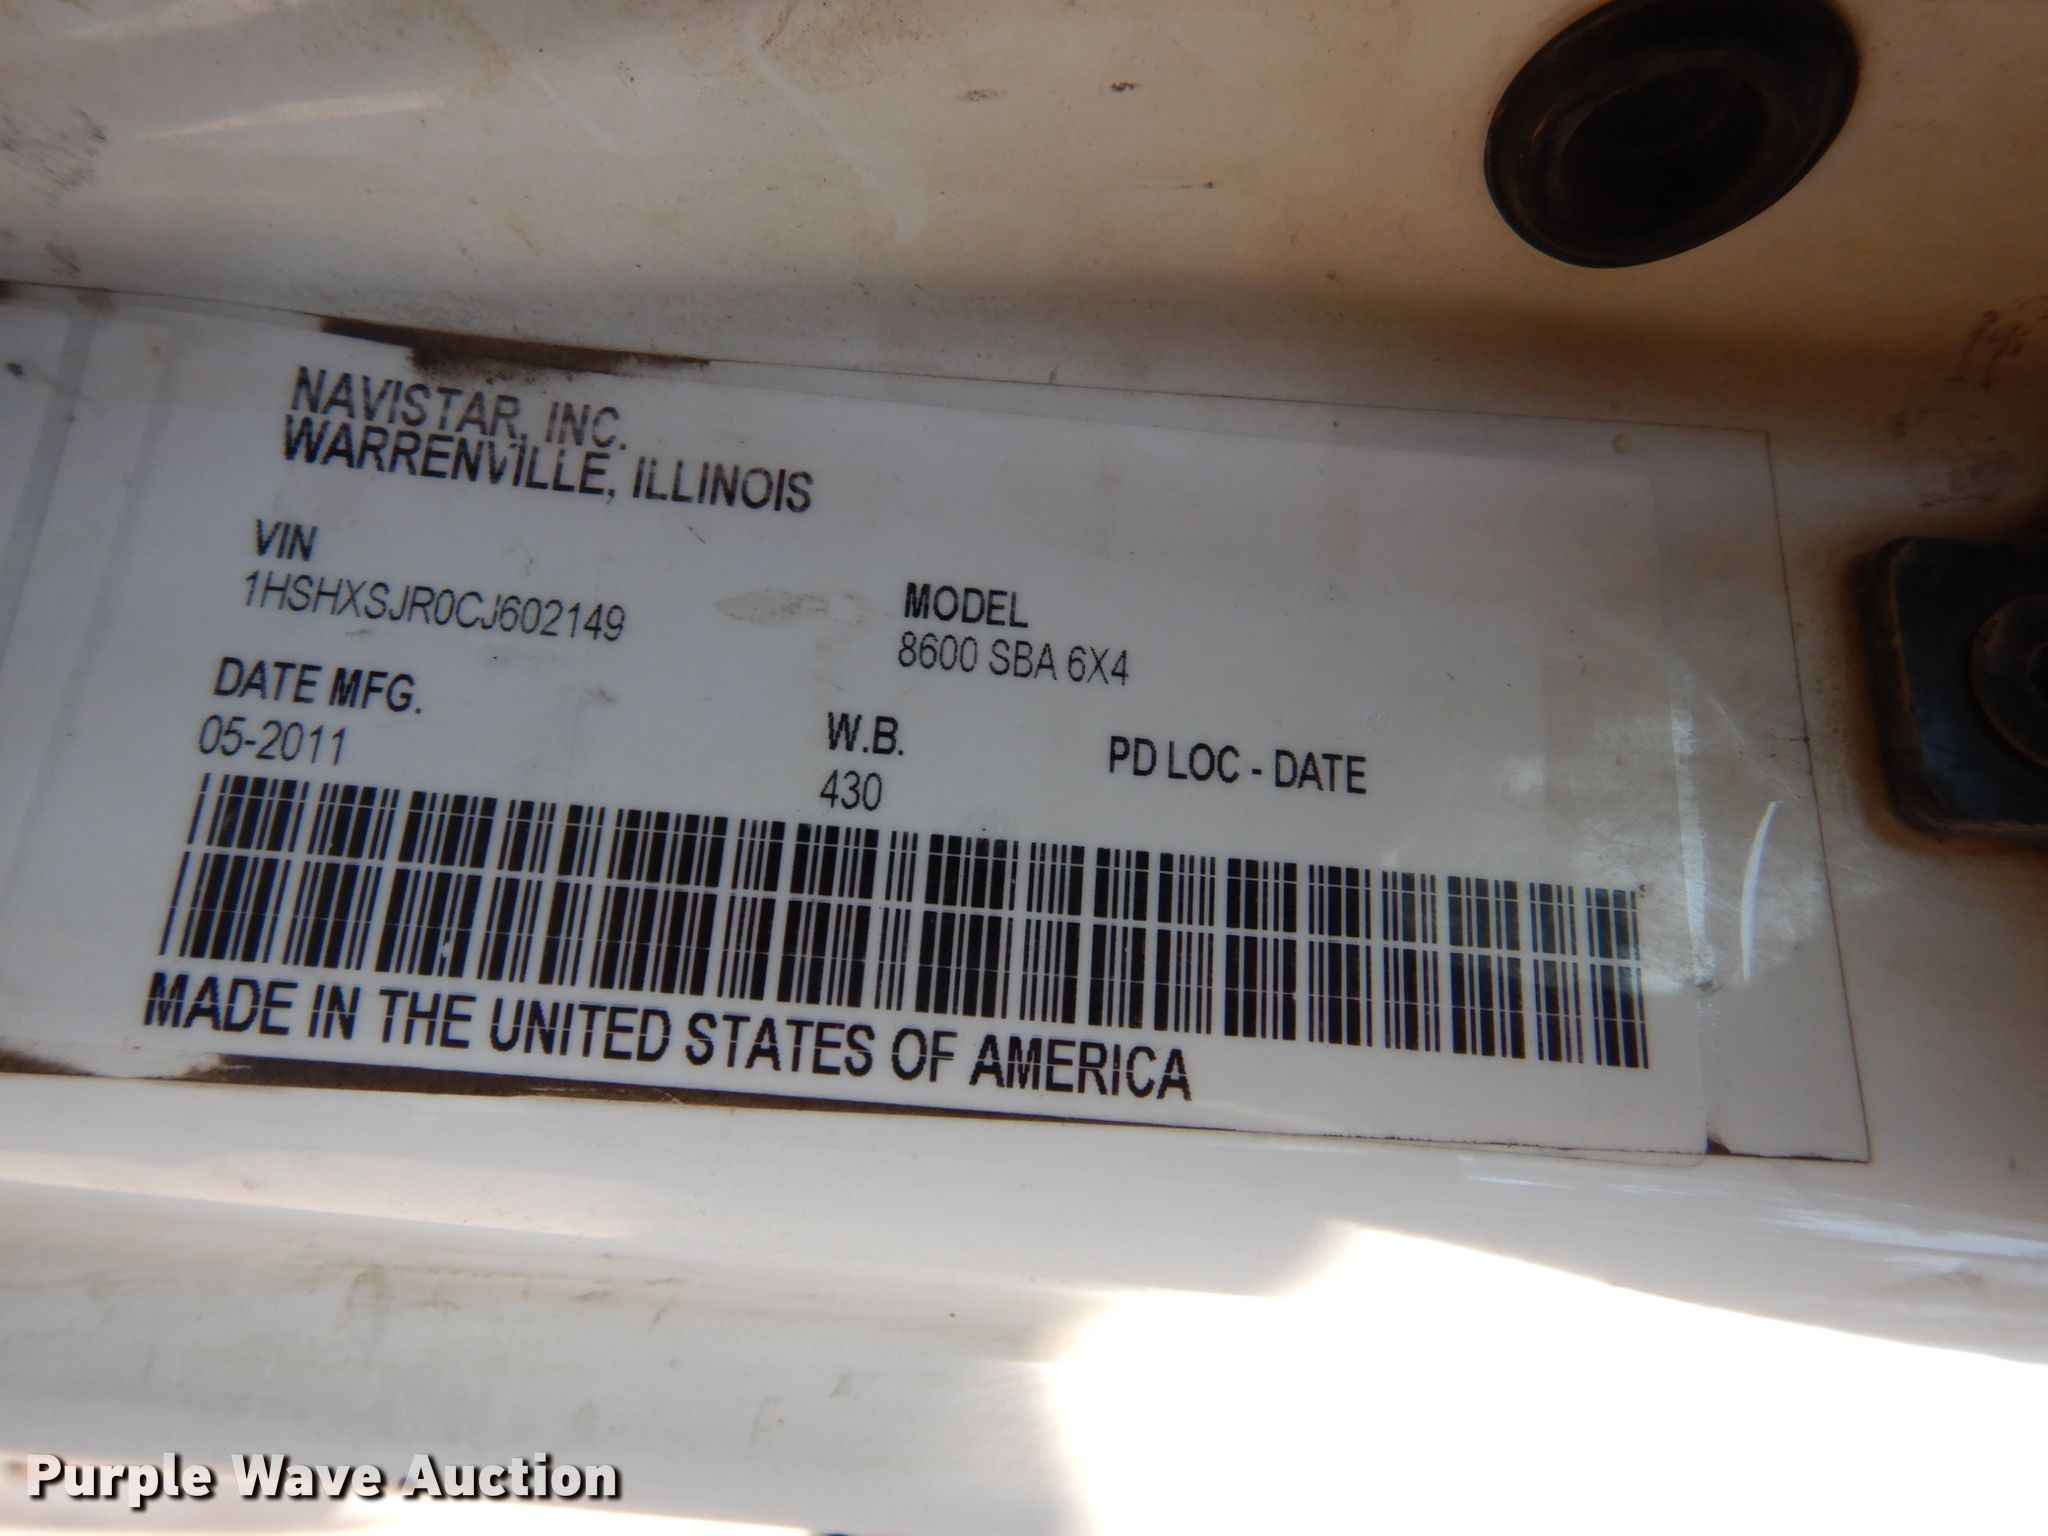 NAVISTAR, INC.
WARRENVILLE, ILLINOIS
VIN
1HSHXSJR0CJ602149
MODEL
8600 SBA 6X4
DATE MFG.
05-2011
W.B.
430
PD LOC - DATE
MADE IN THE UNITED STATES OF AMERICA
Purple Wave Auction